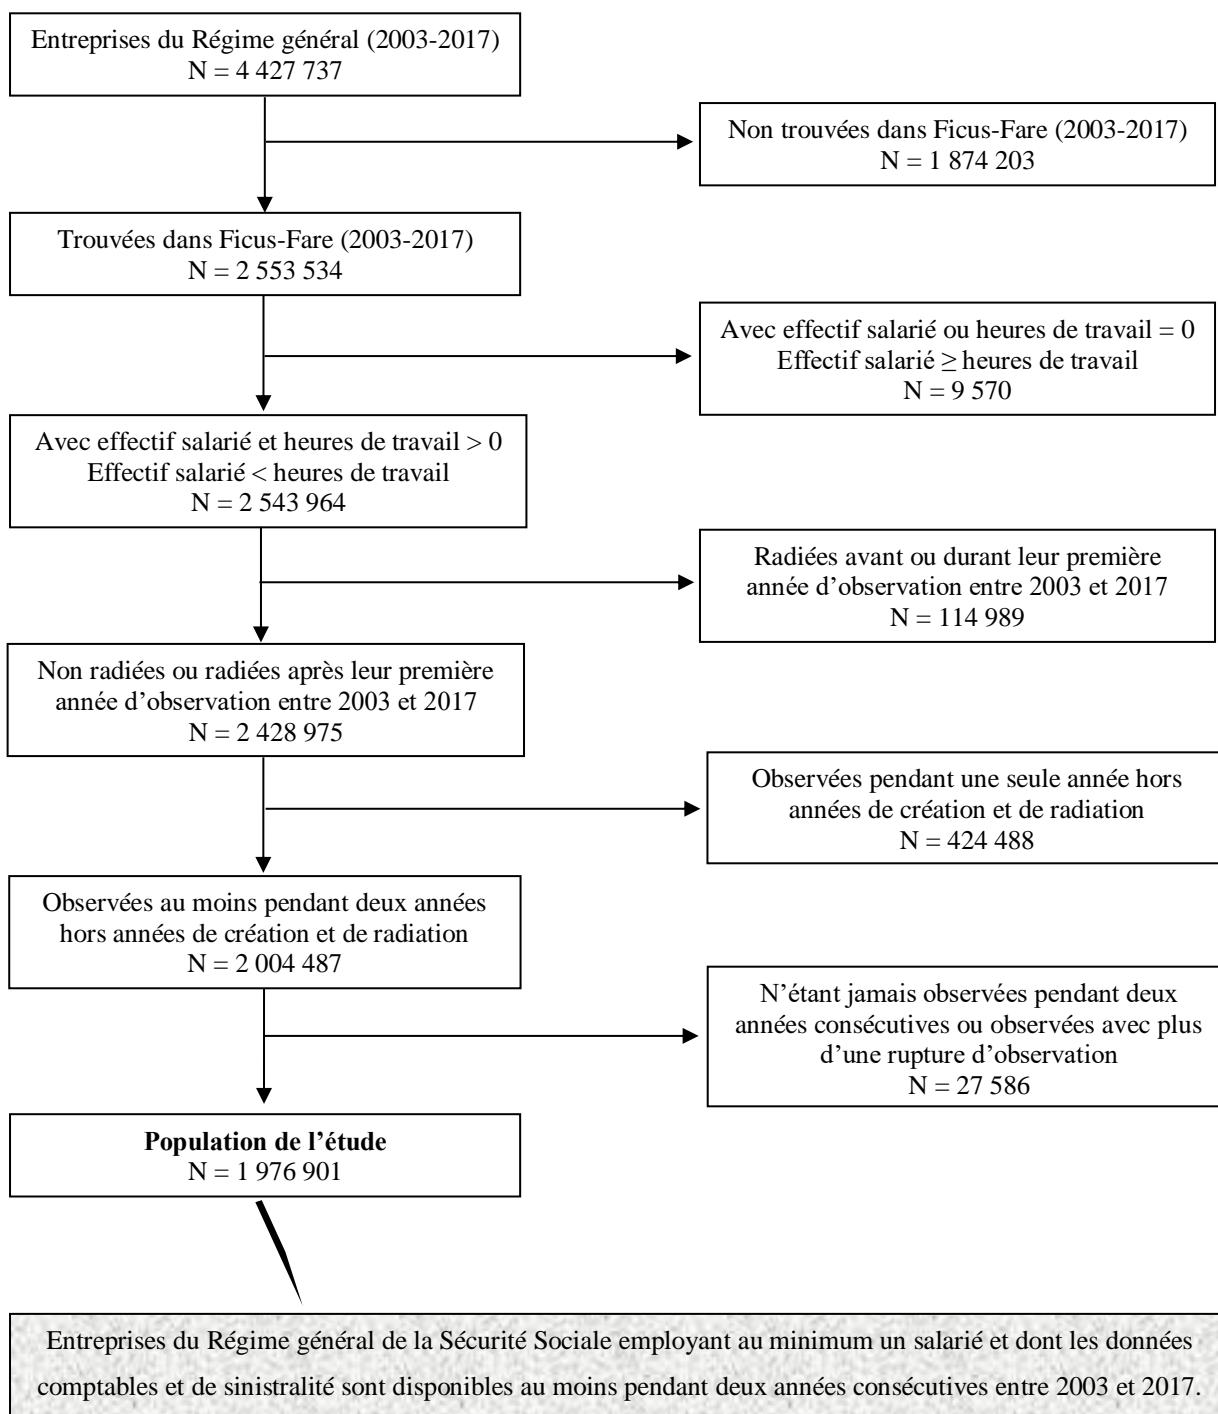 Entreprises du Régime général (2003-2017)
N = 4 427 737
Non trouvées dans Ficus-Fare (2003-2017)
N = 1 874 203
Trouvées dans Ficus-Fare (2003-2017)
N = 2 553 534
Avec effectif salarié ou heures de travail = 0
Effectif salarié ≥ heures de travail
N = 9 570
Avec effectif salarié et heures de travail > 0
Effectif salarié < heures de travail
N = 2 543 964
Radiées avant ou durant leur première
année d’observation entre 2003 et 2017
N = 114 989
Non radiées ou radiées après leur première
année d’observation entre 2003 et 2017
N = 2 428 975
Observées pendant une seule année hors
années de création et de radiation
N = 424 488
Observées au moins pendant deux années
hors années de création et de radiation
N = 2 004 487
N’étant jamais observées pendant deux
années consécutives ou observées avec plus
d’une rupture d’observation
N = 27 586
Population de l’étude
N = 1 976 901
Entreprises du Régime général de la Sécurité Sociale employant au minimum un salarié et dont les données
comptables et de sinistralité sont disponibles au moins pendant deux années consécutives entre 2003 et 2017.